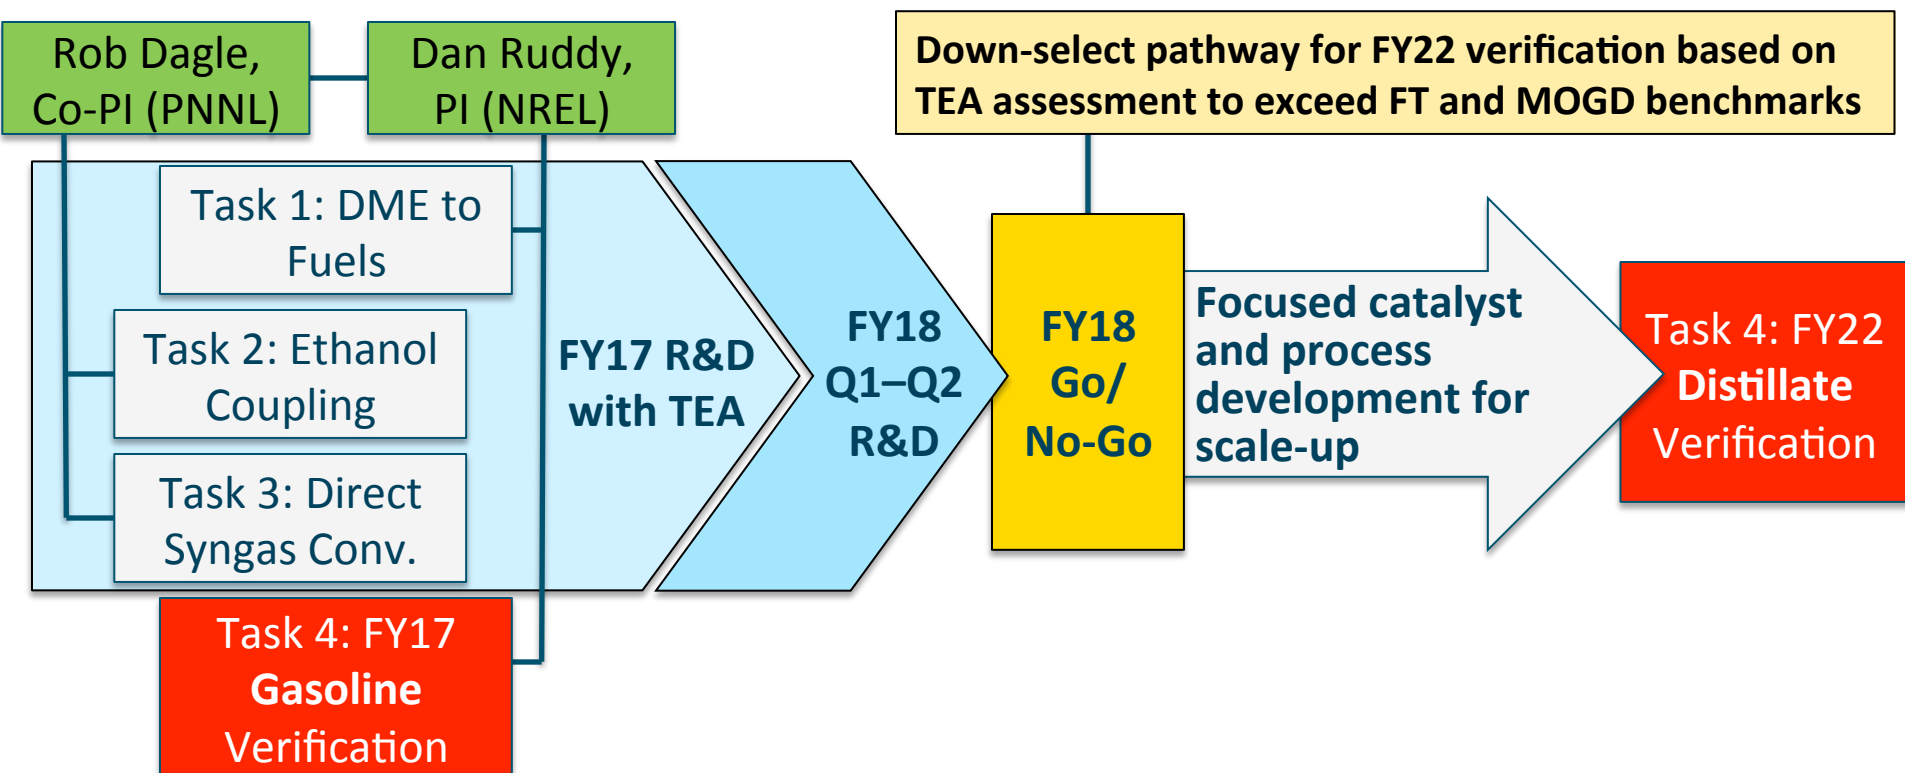 Rob Dagle,
Co-PI (PNNL)
Dan Ruddy,
PI (NREL)
Down-select pathway for FY22 verification based on
TEA assessment to exceed FT and MOGD benchmarks
Task 1: DME to
Fuels
Task 2: Ethanol
Coupling
Task 3: Direct
Syngas Conv.
Task 4: FY17
Gasoline
Verification
FY17 R&D
with TEA
FY18
Q1–Q2
R&D
FY18
Go/
No-Go
Focused catalyst
and process
development for
scale-up
Task 4: FY22
Distillate
Verification